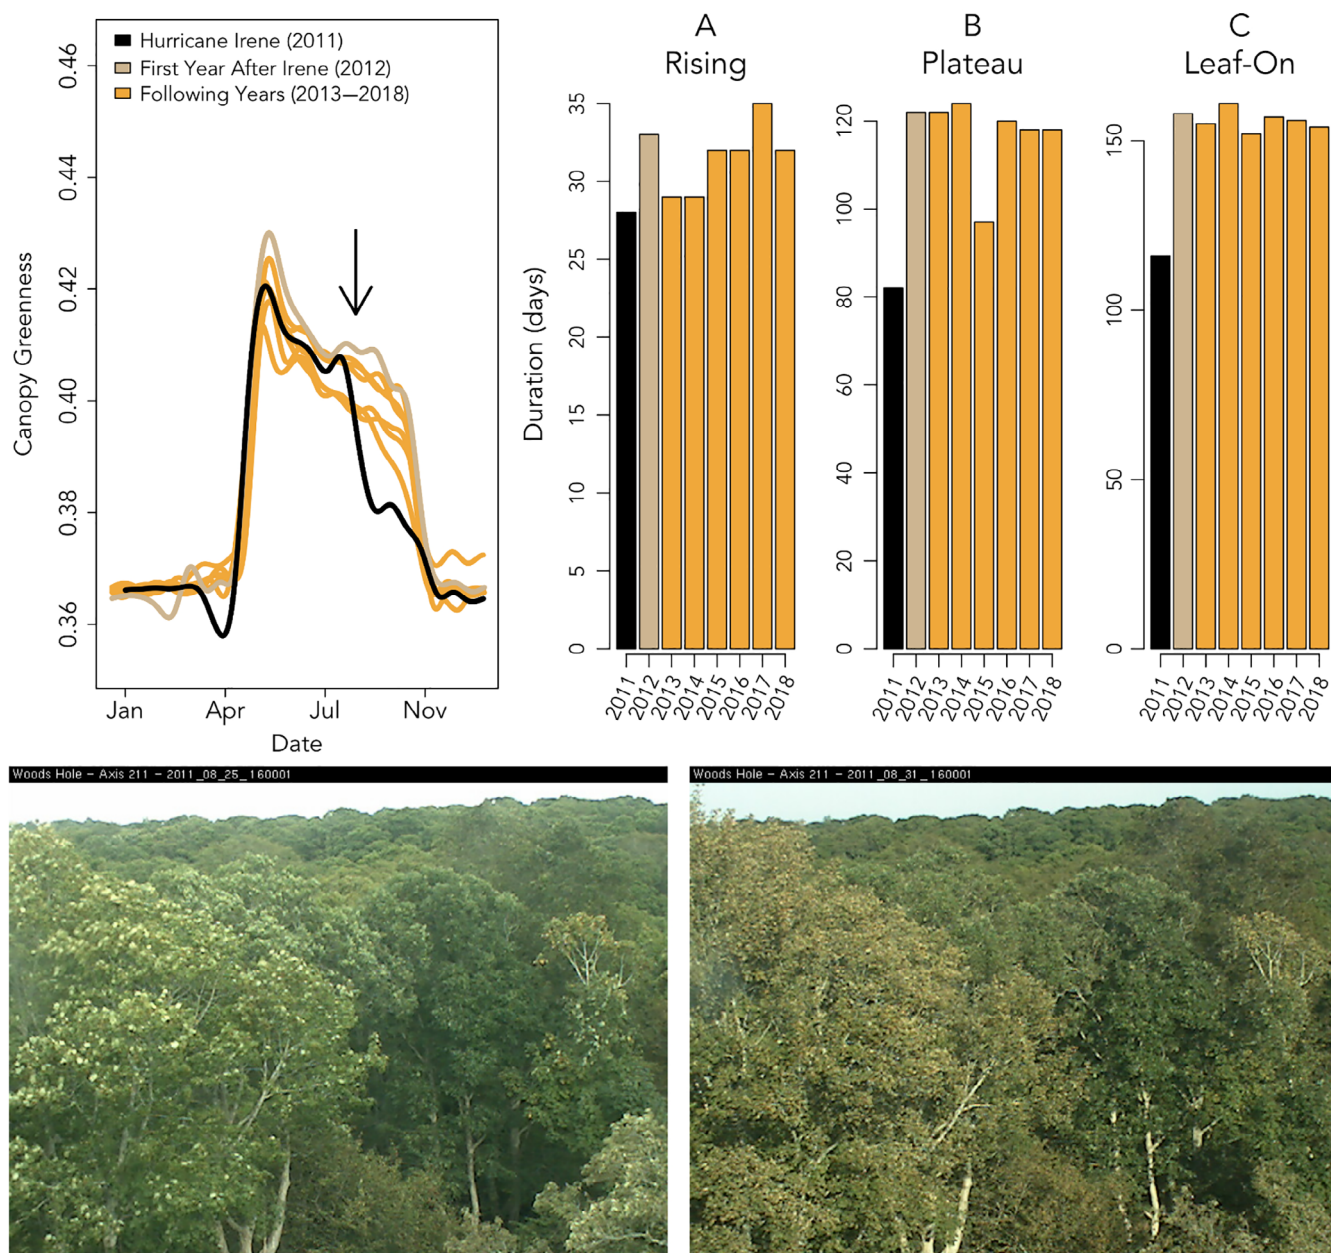 Hurricane Irene (2011)
First Year After Irene (2012)
Following Years (2013—2018)
Canopy Greenness
0.46
0.44
0.42
0.40
0.38
0.36
Jan Apr Jul Nov
Date
A
Rising
Duration (days)
35
30
25
20
15
10
5
0
2011 2012 2013 2014 2015 2016 2017 2018
B
Plateau
120
100
80
60
40
20
0
2011 2012 2013 2014 2015 2016 2017 2018
C
Leaf-On
150
100
50
0
2011 2012 2013 2014 2015 2016 2017 2018
Woods Hole - Axis 211 - 2011_08_25_160001
Woods Hole - Axis 211 - 2011_08_31_160001